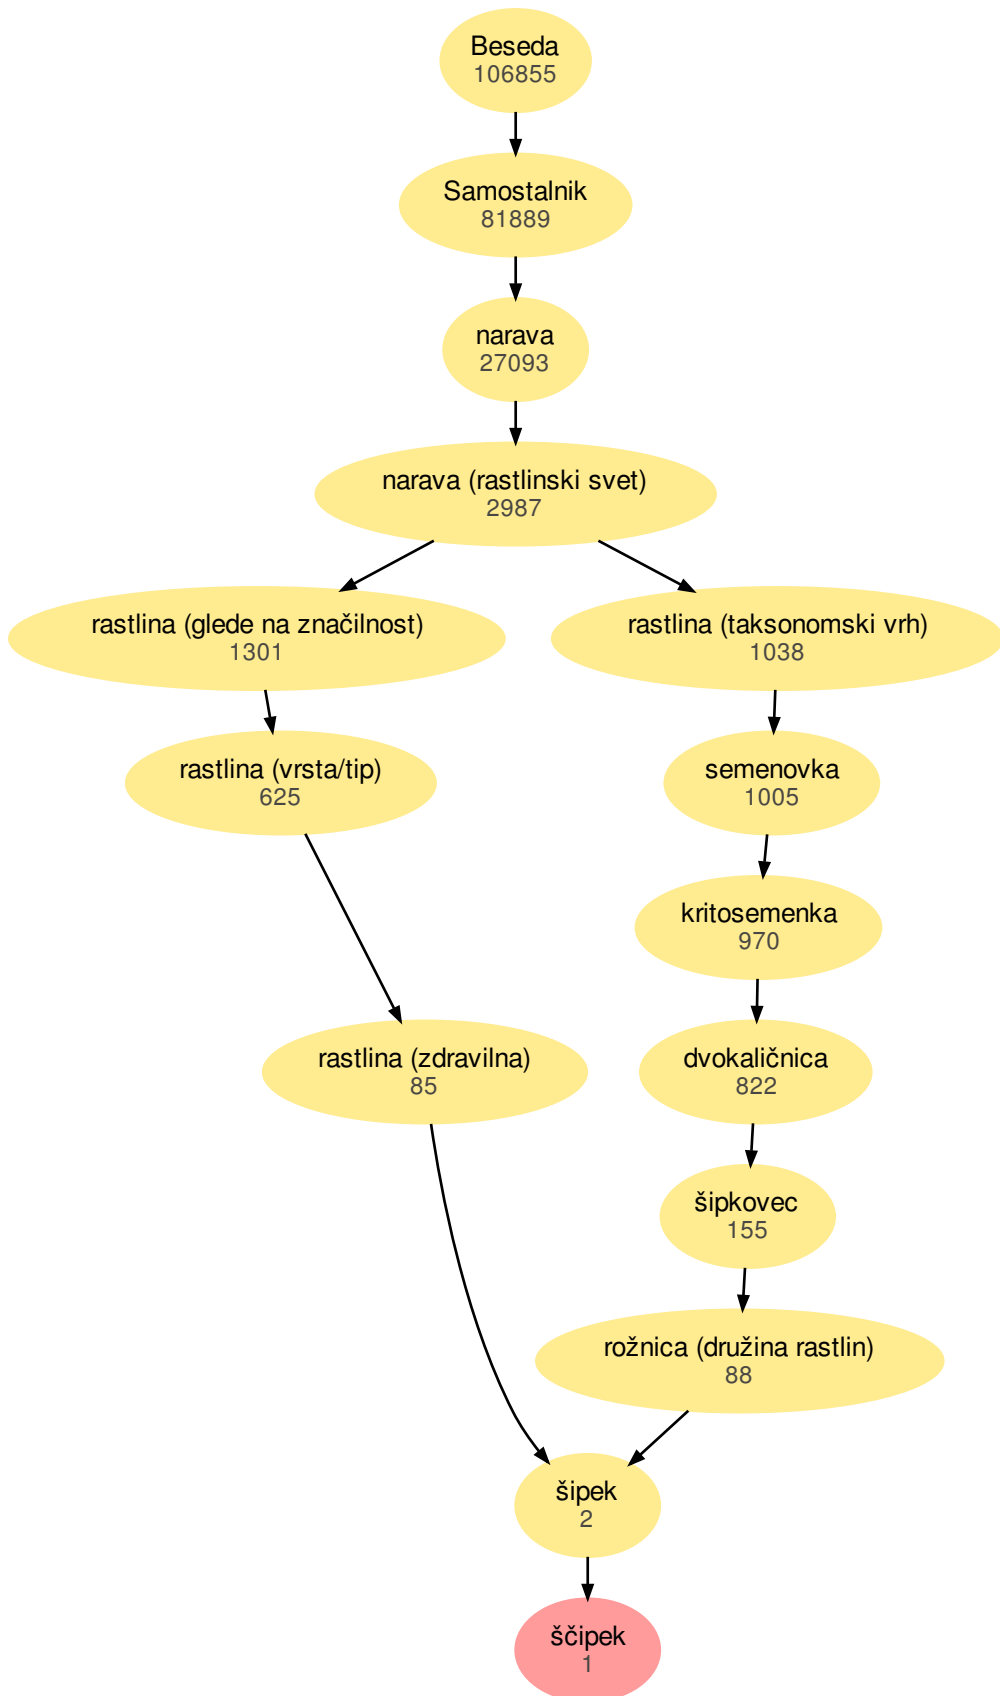 Beseda
106855
Samostalnik
81889
narava
27093
narava (rastlinski svet)
2987
rastlina (glede na značilnost)
1301
rastlina (taksonomski vrh)
1038
rastlina (vrsta/tip)
625
semenovka
1005
kritosemenka
970
rastlina (zdravilna)
85
dvokaličnica
822
šipkovec
155
rožnica (družina rastlin)
88
šipek
2
ščipek
1